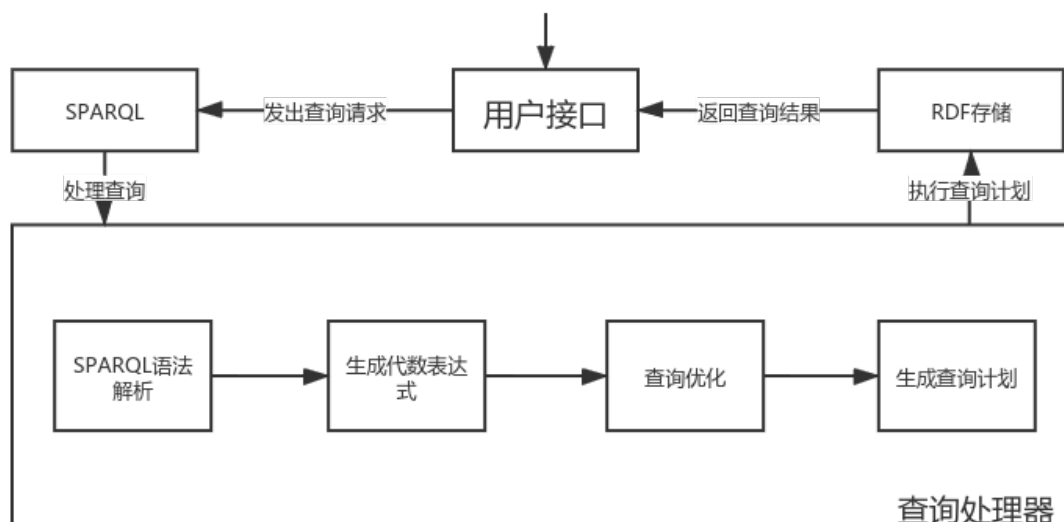 SPARQL
发出查询请求
用户接口
返回查询结果
RDF存储
处理查询
执行查询计划
SPARQL语法
解析
生成代数表达
式
查询优化
生成查询计划
查询处理器